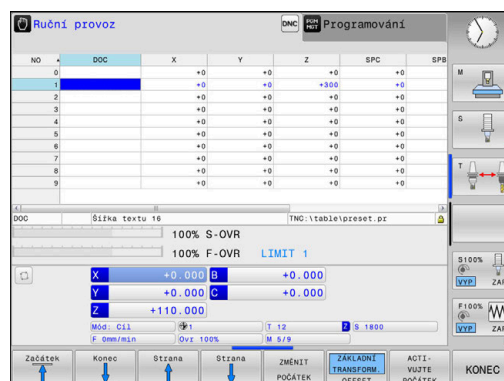 Ruční provoz DNC PGM MGT Programování
NO DOC X Y Z SPC SPB
0 +0 +0 +0 +0
1 +0 +0 +300 +0
2 +0 +0 +0 +0
3 +0 +0 +0 +0
4 +0 +0 +0 +0
5 +0 +0 +0 +0
6 +0 +0 +0 +0
7 +0 +0 +0 +0
8 +0 +0 +0 +0
9 +0 +0 +0 +0
DOC Šířka textu 16 TNC:\table\preset.pr
100% S-OVR
100% F-OVR LIMIT 1
X +0.000 B +0.000
Y +0.000 C +0.000
Z +110.000
Mód: Cíl 1 T 12 Z S 1800
F 0mm/min Ovr 100% M 5/9
M
S
T
S100%
VYP ZAP
F100%
VYP ZAP
Začátek Konec Strana Strana
ZMĚNIT POČÁTEK
ZÁKLADNÍ TRANSFORM. OFFSET
ACTI- VUJTE POČÁTEK
KONEC